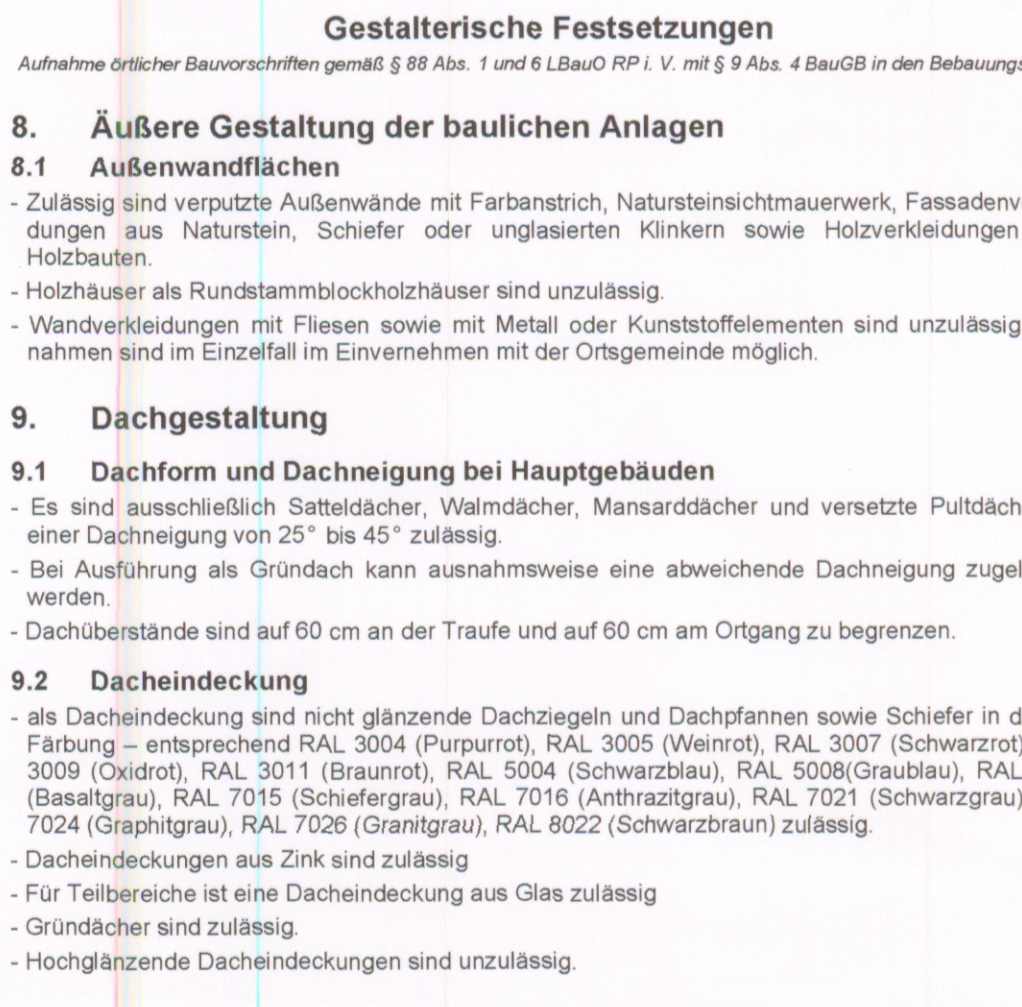 Gestalterische Festsetzungen
Aufnahme örtlicher Bauvorschriften gemäß § 88 Abs. 1 und 6 LBauO RP i. V. mit § 9 Abs. 4 BauGB in den Bebauungs
8. Äußere Gestaltung der baulichen Anlagen
8.1 Außenwandflächen
- Zulässig sind verputzte Außenwände mit Farbanstrich, Natursteinsichtmauerwerk, Fassadenv
dungen aus Naturstein, Schiefer oder unglasierten Klinkern sowie Holzverkleidungen
Holzbauten.
- Holzhäuser als Rundstammblockholzhäuser sind unzulässig.
- Wandverkleidungen mit Fliesen sowie mit Metall oder Kunststoffelementen sind unzulässig
nahmen sind im Einzelfall im Einvernehmen mit der Ortsgemeinde möglich.
9. Dachgestaltung
9.1 Dachform und Dachneigung bei Hauptgebäuden
- Es sind ausschließlich Satteldächer, Walmdächer, Mansarddächer und versetzte Pultdäch
einer Dachneigung von 25° bis 45° zulässig.
- Bei Ausführung als Gründach kann ausnahmsweise eine abweichende Dachneigung zugel
werden.
- Dachüberstände sind auf 60 cm an der Traufe und auf 60 cm am Ortgang zu begrenzen.
9.2 Dacheindeckung
- als Dacheindeckung sind nicht glänzende Dachziegeln und Dachpfannen sowie Schiefer in d
Färbung – entsprechend RAL 3004 (Purpurrot), RAL 3005 (Weinrot), RAL 3007 (Schwarzrot)
3009 (Oxidrot), RAL 3011 (Braunrot), RAL 5004 (Schwarzblau), RAL 5008(Graublau), RAL
(Basaltgrau), RAL 7015 (Schiefergrau), RAL 7016 (Anthrazitgrau), RAL 7021 (Schwarzgrau)
7024 (Graphitgrau), RAL 7026 (Granitgrau), RAL 8022 (Schwarzbraun) zulässig.
- Dacheindeckungen aus Zink sind zulässig
- Für Teilbereiche ist eine Dacheindeckung aus Glas zulässig
- Gründächer sind zulässig.
- Hochglänzende Dacheindeckungen sind unzulässig.